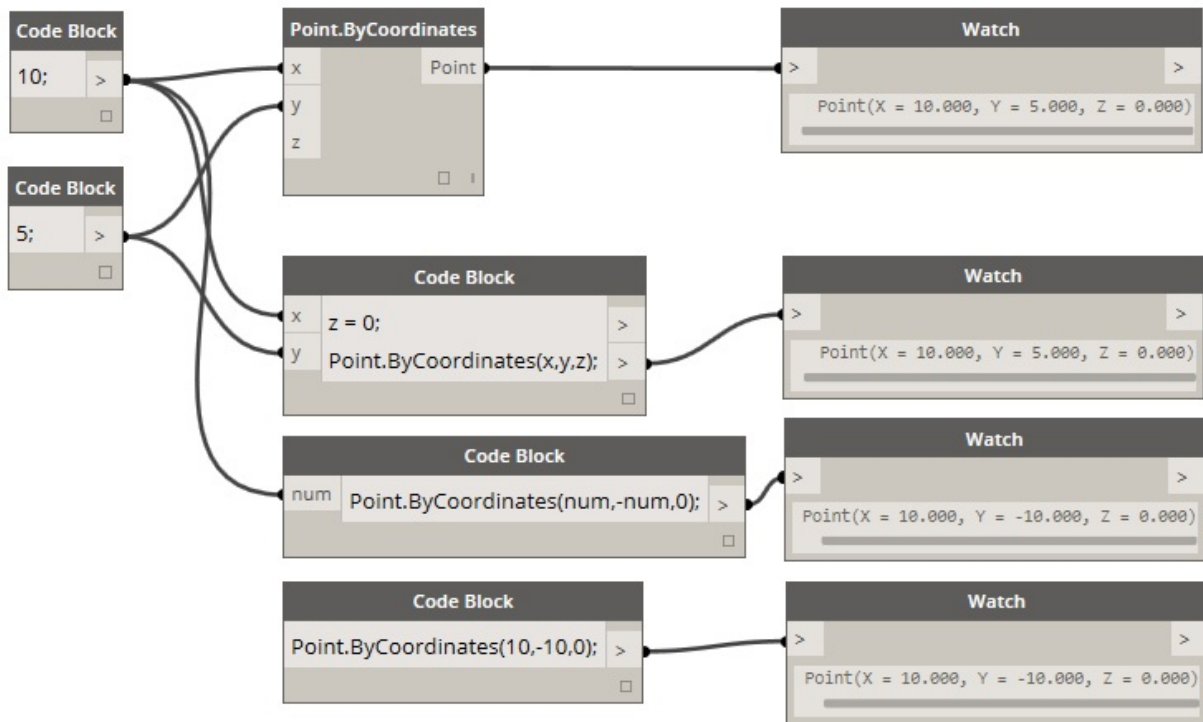 Code Block
10;
>
Code Block
5;
>
Point.ByCoordinates
x
Point
y
z
Watch
>
>
Point(X = 10.000, Y = 5.000, Z = 0.000)
Code Block
x
z = 0;
>
y
Point.ByCoordinates(x,y,z);
>
Watch
>
>
Point(X = 10.000, Y = 5.000, Z = 0.000)
Code Block
num
Point.ByCoordinates(num,-num,0);
>
Watch
>
>
Point(X = 10.000, Y = -10.000, Z = 0.000)
Code Block
Point.ByCoordinates(10,-10,0);
>
Watch
>
>
Point(X = 10.000, Y = -10.000, Z = 0.000)